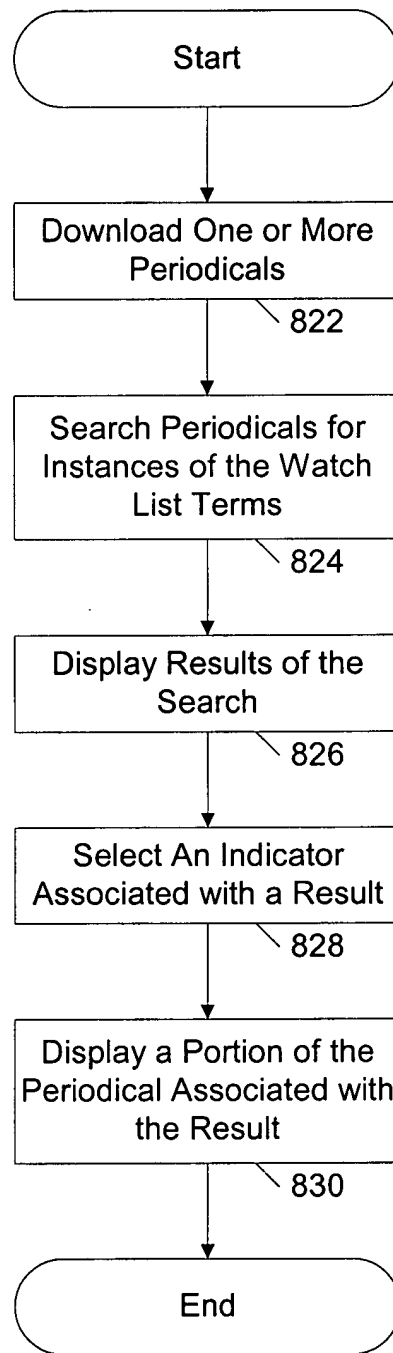 Start
Download One or More
Periodicals
822
Search Periodicals for
Instances of the Watch
List Terms
824
Display Results of the
Search
826
Select An Indicator
Associated with a Result
828
Display a Portion of the
Periodical Associated with
the Result
830
End